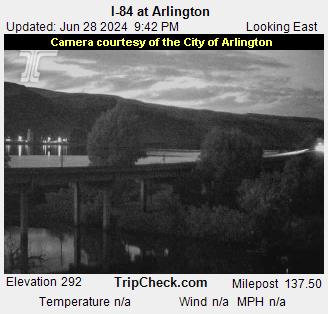 I-84 at Arlington
Updated: Jun 28 2024 9:42 PM Looking East
Camera courtesy of the City of Arlington
Elevation 292 TripCheck.com Milepost 137.50
Temperature n/a Wind n/a MPH n/a